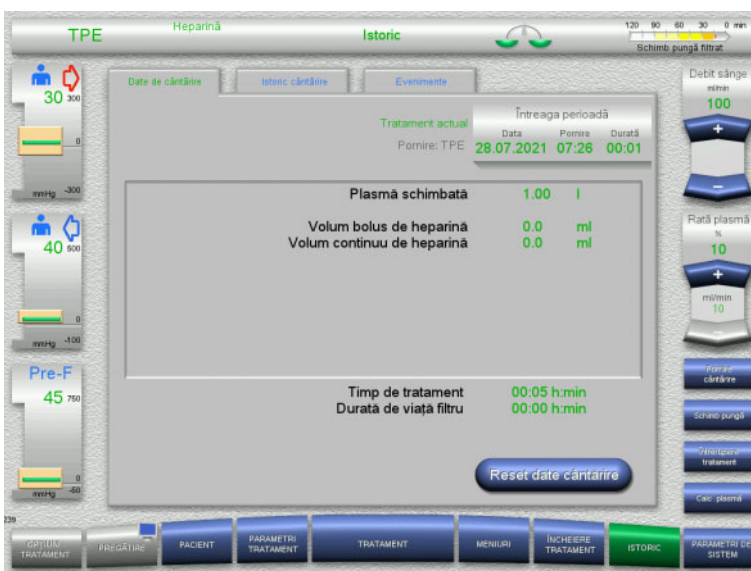 TPE
Heparină
Istoric
120 90 60 30 0 min
Schimb pungă filtrat
30 300
0
mmHg -300
40 500
0
mmHg -100
Pre-F
45 750
0
mmHg -50
Date de cântărire
Istoric cântărire
Evenimente
Întreaga perioadă
Tratament actual
Data Pornire Durată
Pornire: TPE 28.07.2021 07:26 00:01
Plasmă schimbată 1.00 l
Volum bolus de heparină 0.0 ml
Volum continuu de heparină 0.0 ml
Timp de tratament 00:05 h:min
Durată de viață filtru 00:00 h:min
Reset date cântărire
Debit sânge
ml/min
100
+
−
Rată plasmă
%
10
+
ml/min
10
−
Pornire
cântărire
Schimb pungă
Întrerupere
tratament
Calc. plasmă
239
OPȚIUNI
TRATAMENT
PREGĂTIRE
PACIENT
PARAMETRI
TRATAMENT
TRATAMENT
MENIURI
ÎNCHEIERE
TRATAMENT
ISTORIC
PARAMETRI DE
SISTEM